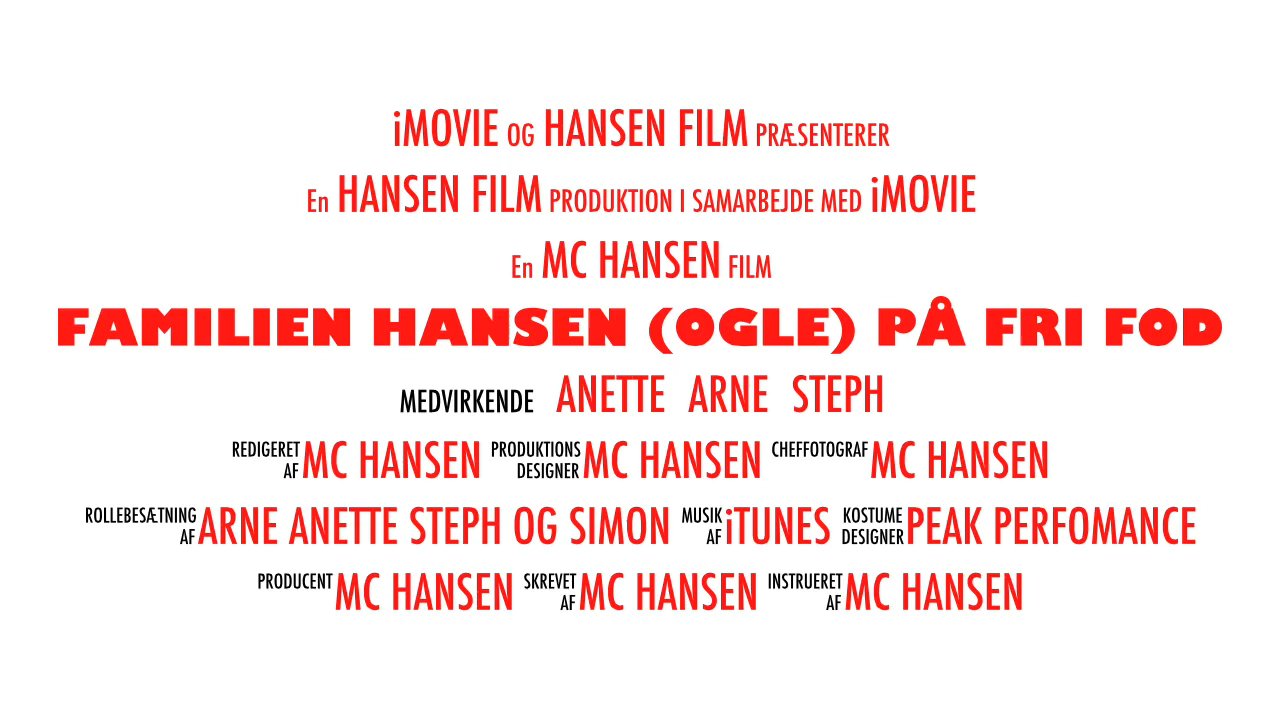 iMOVIE OG HANSEN FILM PRÆSENTERER
En HANSEN FILM PRODUKTION I SAMARBEJDE MED iMOVIE
En MC HANSEN FILM
FAMILIEN HANSEN (OGLE) PÅ FRI FOD
MEDVIRKENDE ANETTE ARNE STEPH
REDIGERET AF MC HANSEN PRODUKTIONS DESIGNER MC HANSEN CHEFFOTOGRAF MC HANSEN
ROLLEBESÆTNING AF ARNE ANETTE STEPH OG SIMON MUSIK AF iTUNES KOSTUME DESIGNER PEAK PERFOMANCE
PRODUCENT MC HANSEN SKREVET AF MC HANSEN INSTRUERET AF MC HANSEN